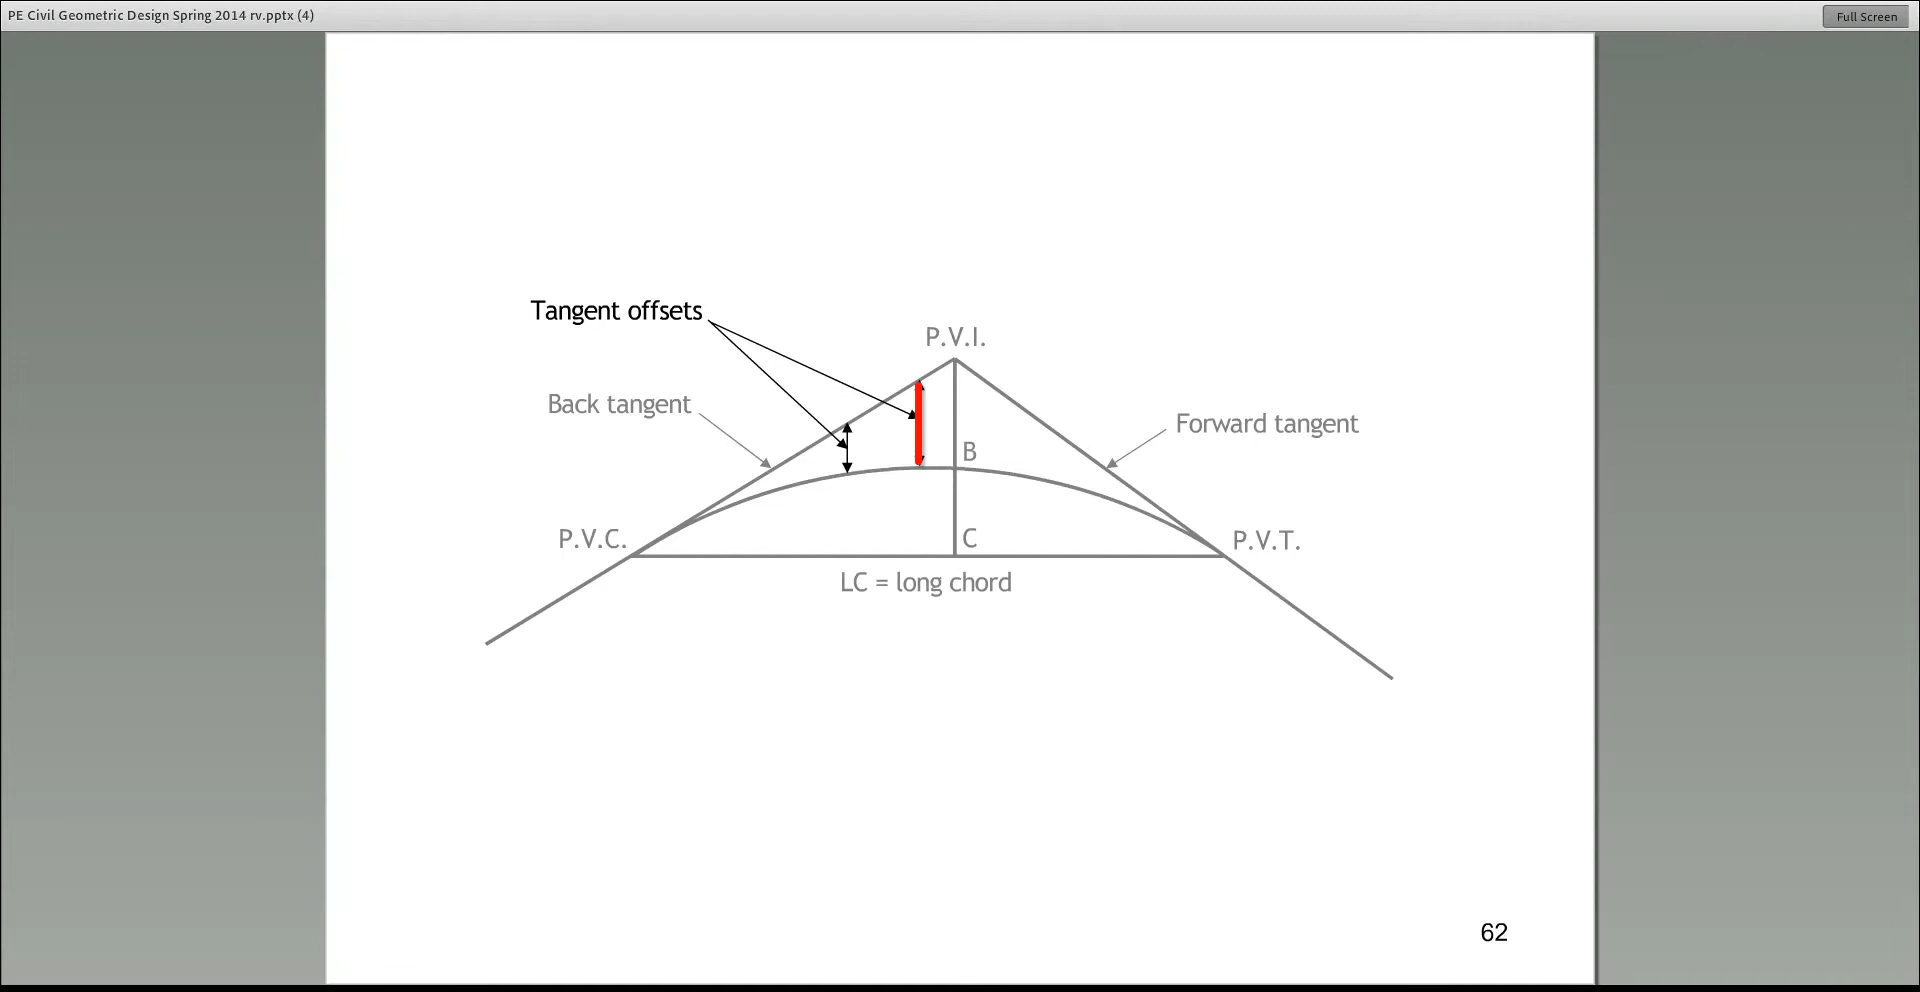 PE Civil Geometric Design Spring 2014 rv.pptx (4)
Full Screen
Tangent offsets
P.V.I.
Back tangent
Forward tangent
B
P.V.C.
C
P.V.T.
LC = long chord
62